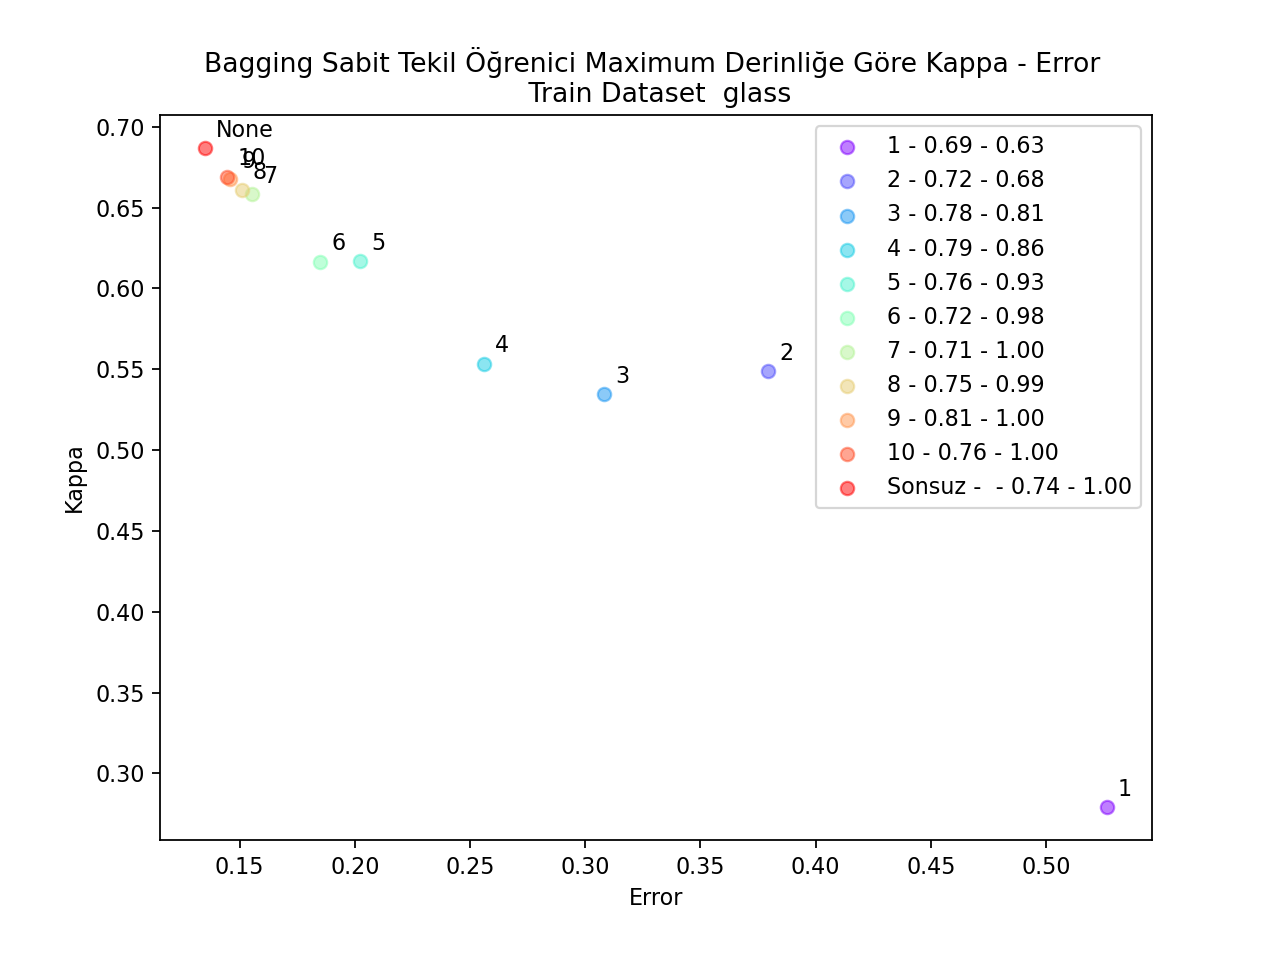 Bagging Sabit Tekil Öğrenici Maximum Derinliğe Göre Kappa - Error
Train Dataset  glass
Kappa
0.70
0.65
0.60
0.55
0.50
0.45
0.40
0.35
0.30
None
10
9
8
7
6
5
4
3
2
1
1 - 0.69 - 0.63
2 - 0.72 - 0.68
3 - 0.78 - 0.81
4 - 0.79 - 0.86
5 - 0.76 - 0.93
6 - 0.72 - 0.98
7 - 0.71 - 1.00
8 - 0.75 - 0.99
9 - 0.81 - 1.00
10 - 0.76 - 1.00
Sonsuz -  - 0.74 - 1.00
0.15
0.20
0.25
0.30
0.35
0.40
0.45
0.50
Error